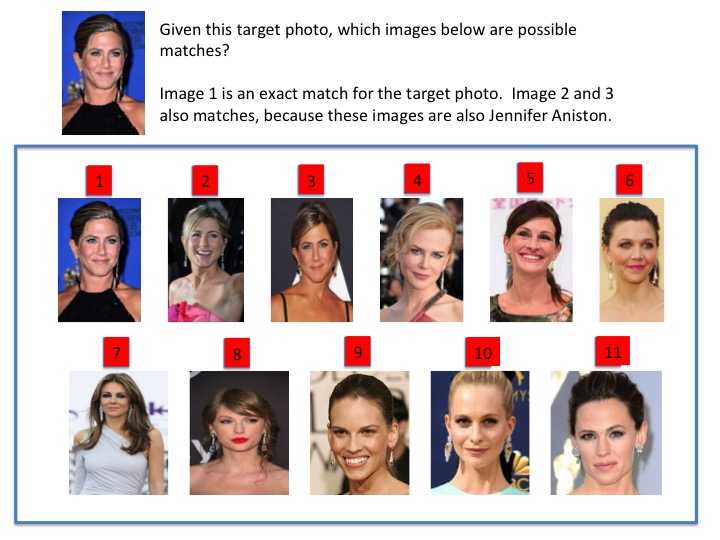 Given this target photo, which images below are possible
matches?
Image 1 is an exact match for the target photo.  Image 2 and 3
also matches, because these images are also Jennifer Aniston.
1 2 3 4 5 6
7 8 9 10 11